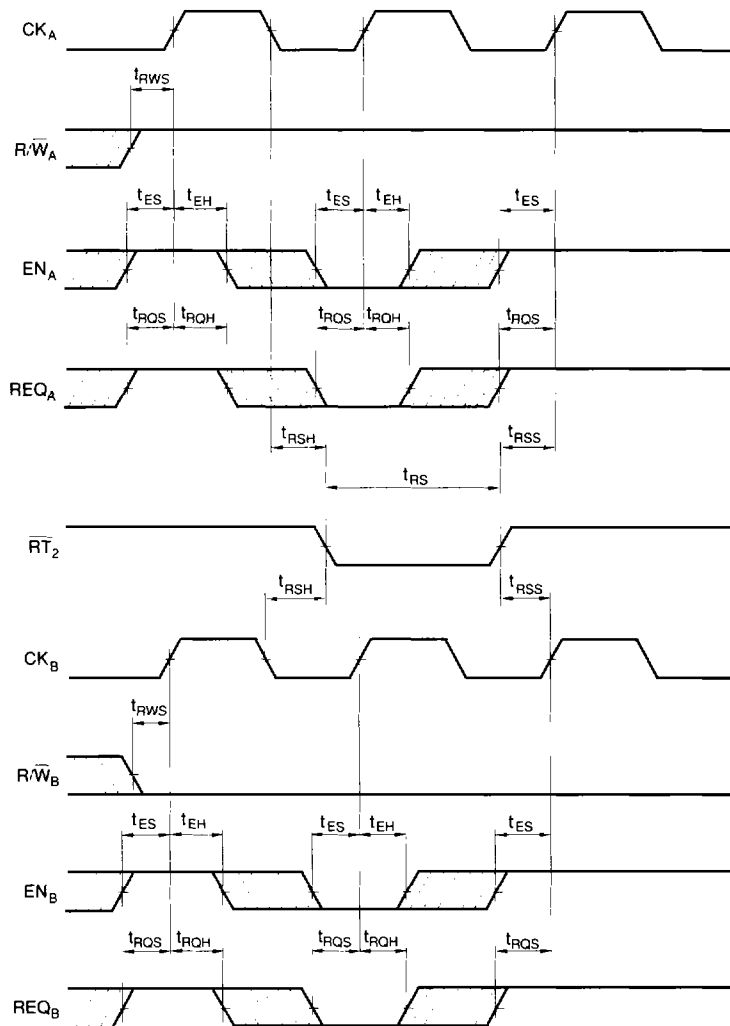 CKA
tRWS
R/W̅A
tES tEH tES tEH tES
ENA
tRQS tRQH tRQS tRQH tRQS
REQA
tRSH tRSS
tRS
R̅T̅2
tRSH tRSS
CKB
tRWS
R/W̅B
tES tEH tES tEH tES
ENB
tRQS tRQH tRQS tRQH tRQS
REQB